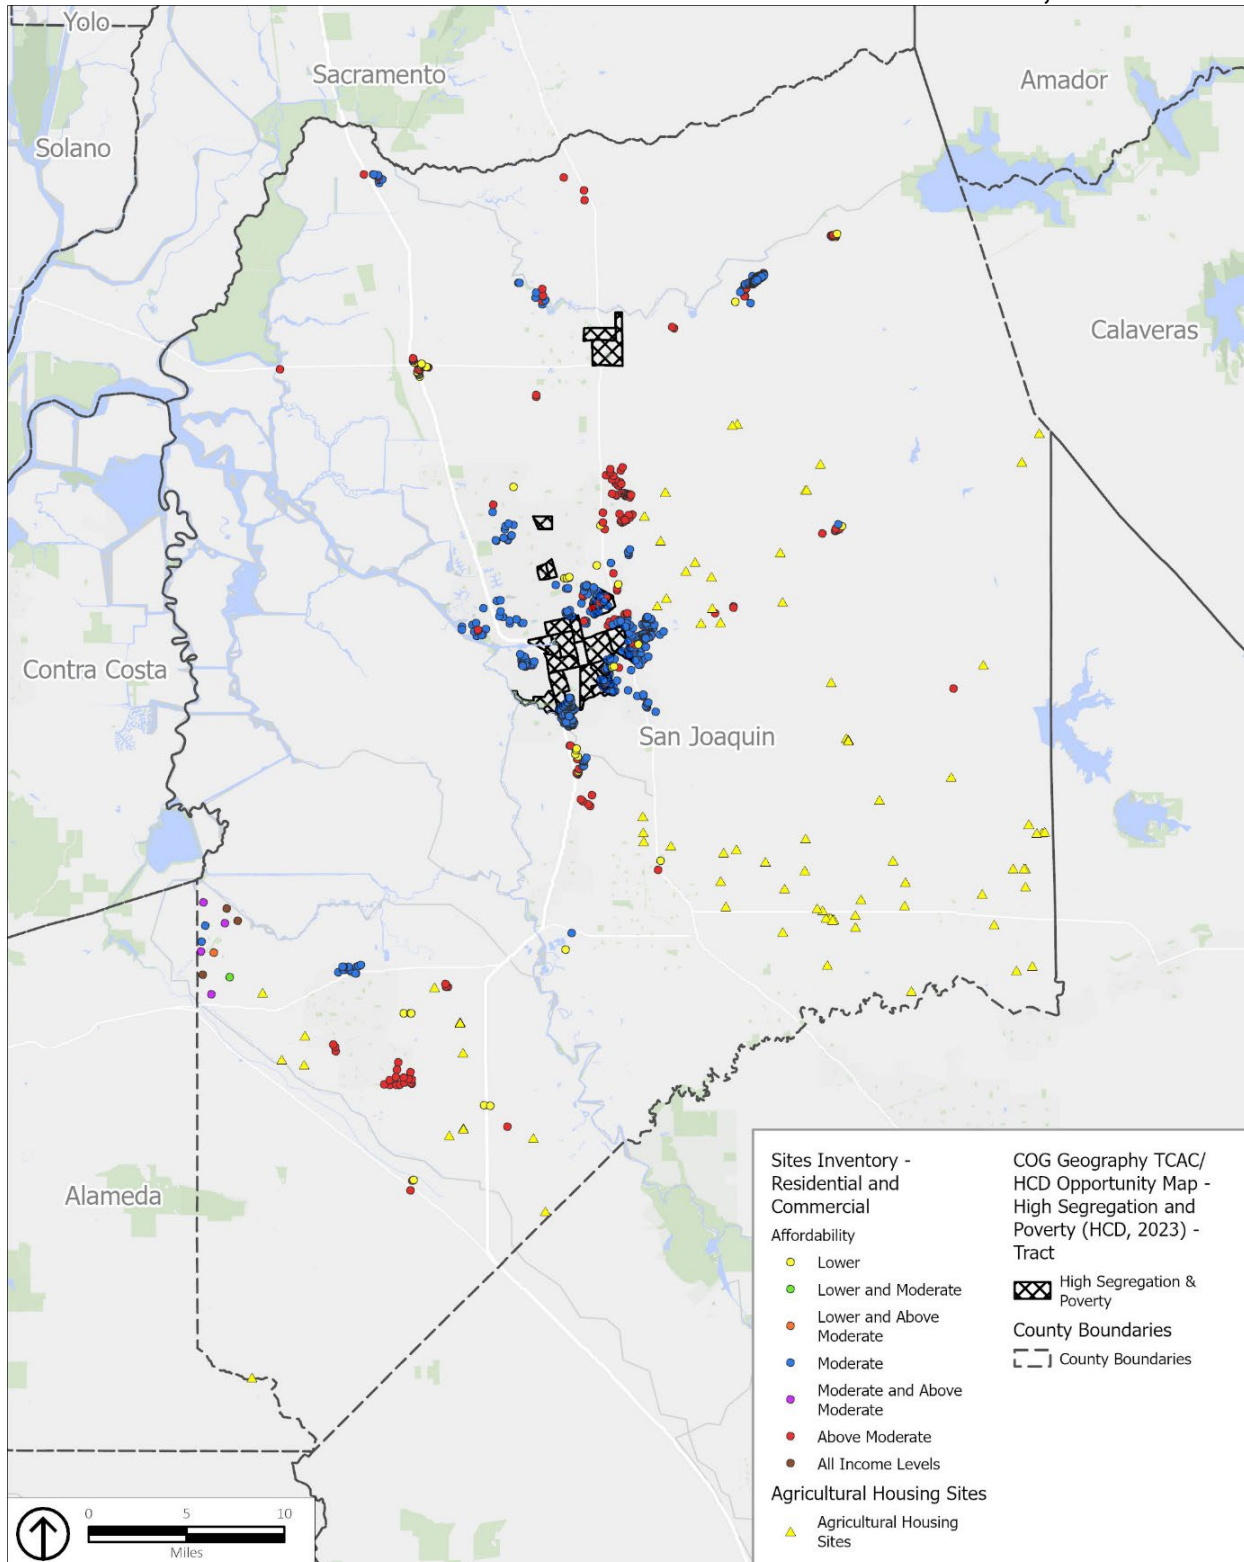 Yolo
Sacramento
Amador
Solano
Calaveras
Contra Costa
San Joaquin
Alameda
Sites Inventory -
Residential and
Commercial
Affordability
Lower
Lower and Moderate
Lower and Above
Moderate
Moderate
Moderate and Above
Moderate
Above Moderate
All Income Levels
Agricultural Housing Sites
Agricultural Housing
Sites
COG Geography TCAC/
HCD Opportunity Map -
High Segregation and
Poverty (HCD, 2023) -
Tract
High Segregation &
Poverty
County Boundaries
County Boundaries
0 5 10
Miles